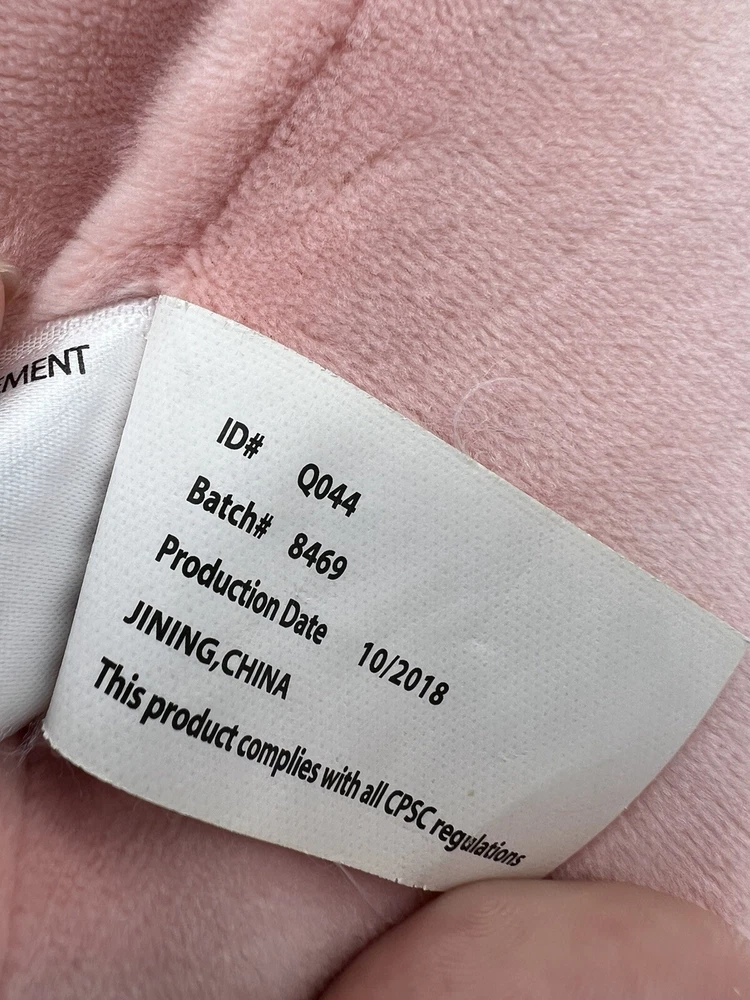 EMENT
ID# Q044
Batch# 8469
Production Date 10/2018
JINING,CHINA
This product complies with all CPSC regulations